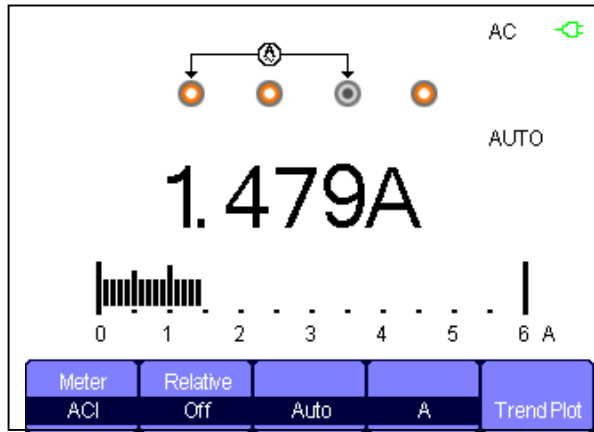 AC
A
AUTO
1.479A
0 1 2 3 4 5 6 A
Meter Relative
ACI Off Auto A Trend Plot